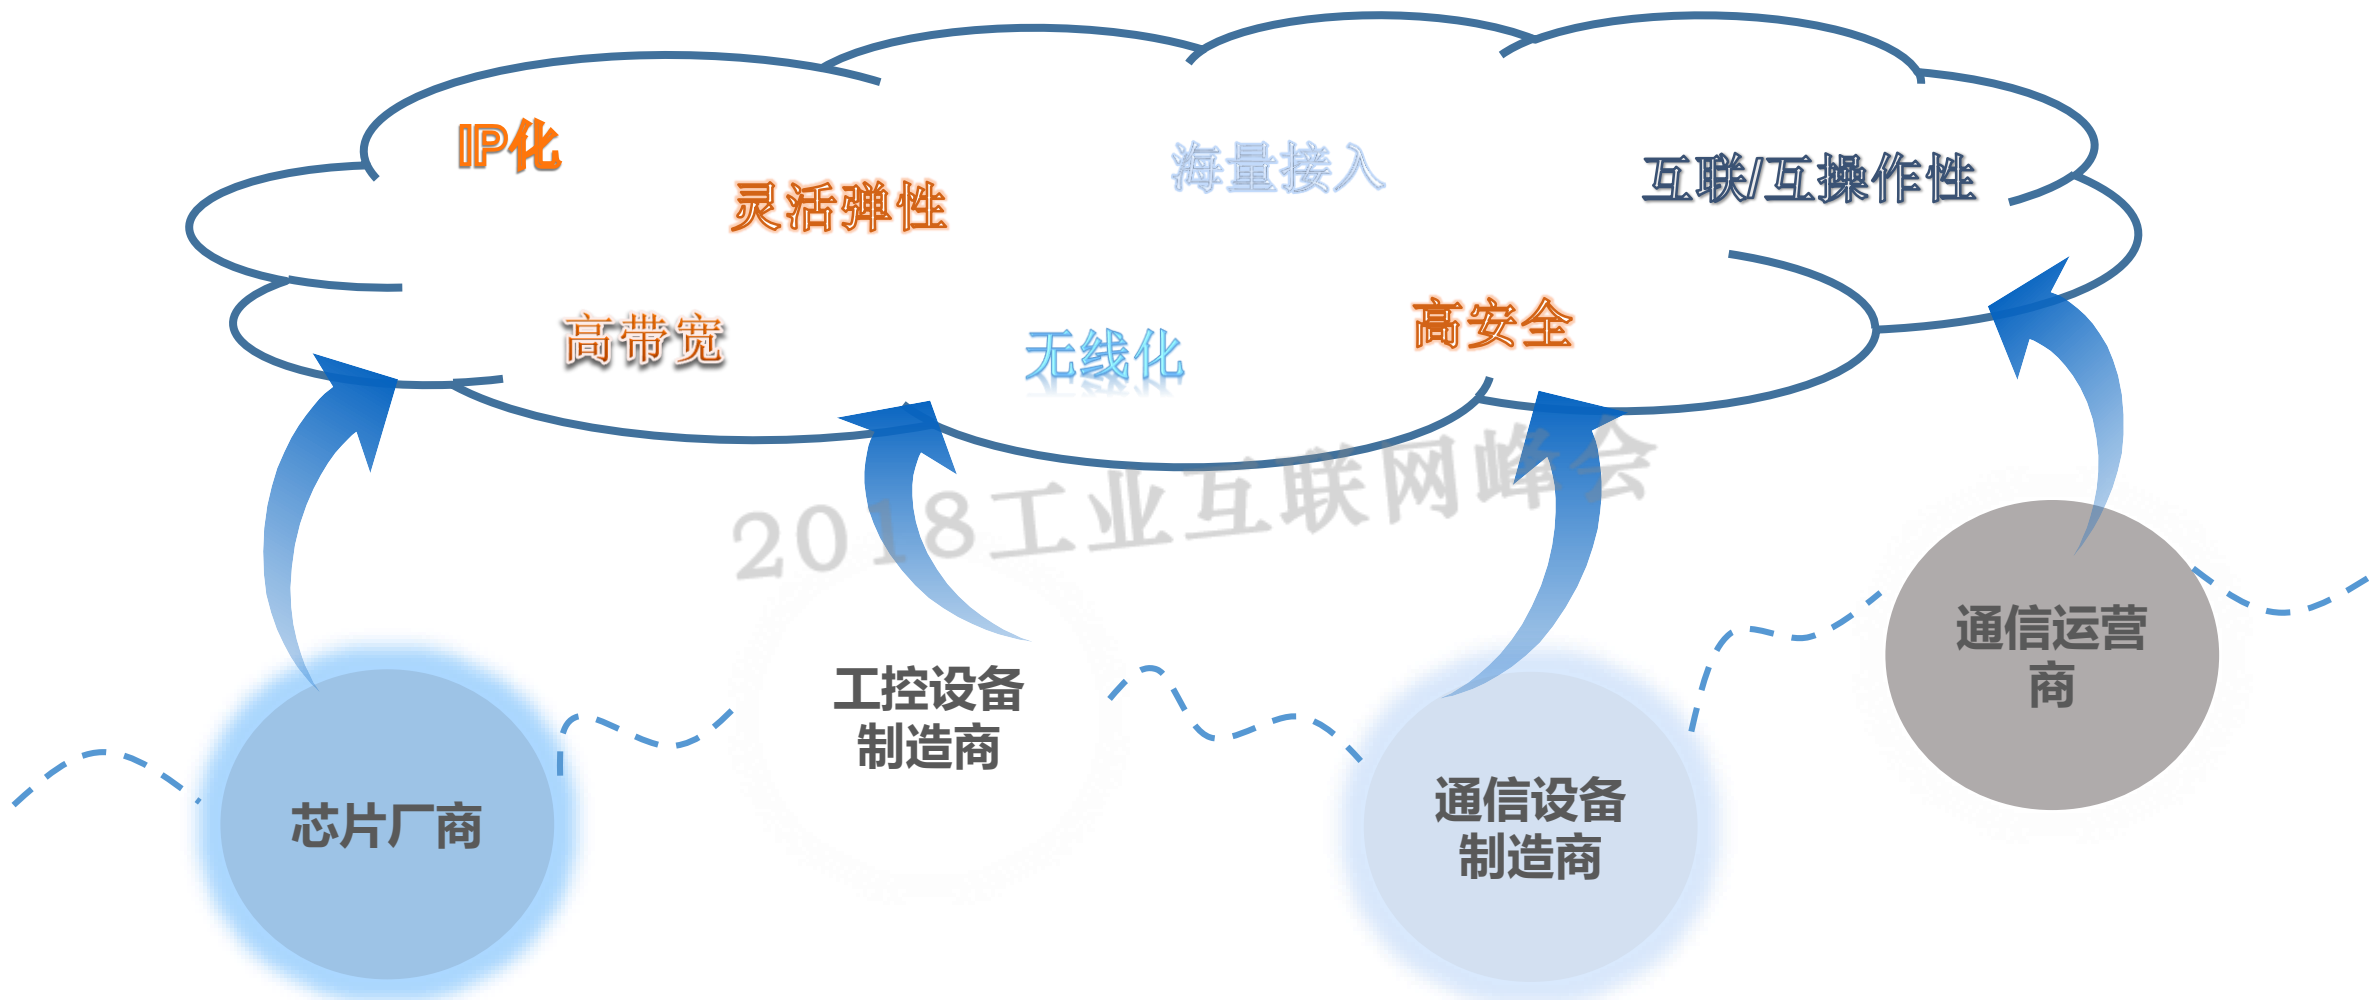 IP化
灵活弹性
海量接入
互联/互操作性
高带宽
无线化
高安全
2018工业互联网峰会
芯片厂商
工控设备
制造商
通信设备
制造商
通信运营
商